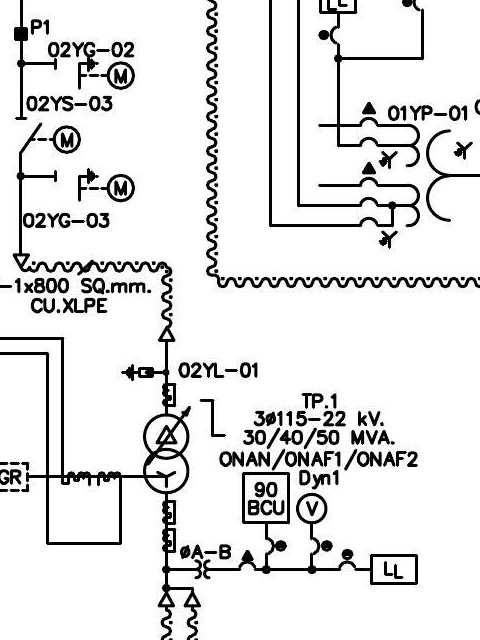 LL
P1
02YG-02
M
02YS-03
01YP-01
M
M
02YG-03
-1x800 SQ.mm.
CU.XLPE
02YL-01
TP.1
3ø115-22 kV.
30/40/50 MVA.
ONAN/ONAF1/ONAF2
Dyn1
GR
90
BCU
V
øA-B
LL